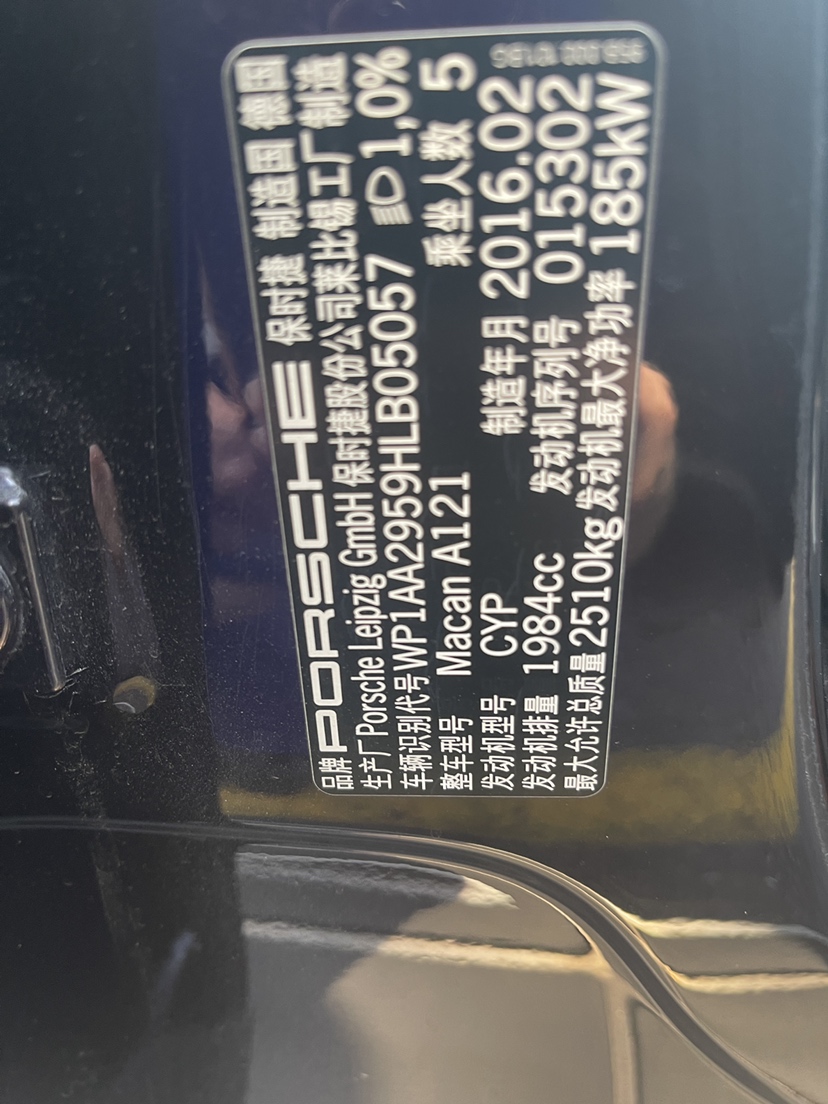 品牌 PORSCHE 保时捷 制造国 德国
生产厂 Porsche Leipzig GmbH 保时捷股份公司莱比锡工厂制造
车辆识别代号 WP1AA2959HLB05057 1,0%
整车型号 Macan A121 乘坐人数 5
发动机型号 CYP 制造年月 2016.02
发动机排量 1984cc 发动机序列号 015302
最大允许总质量 2510kg 发动机最大净功率 185kW